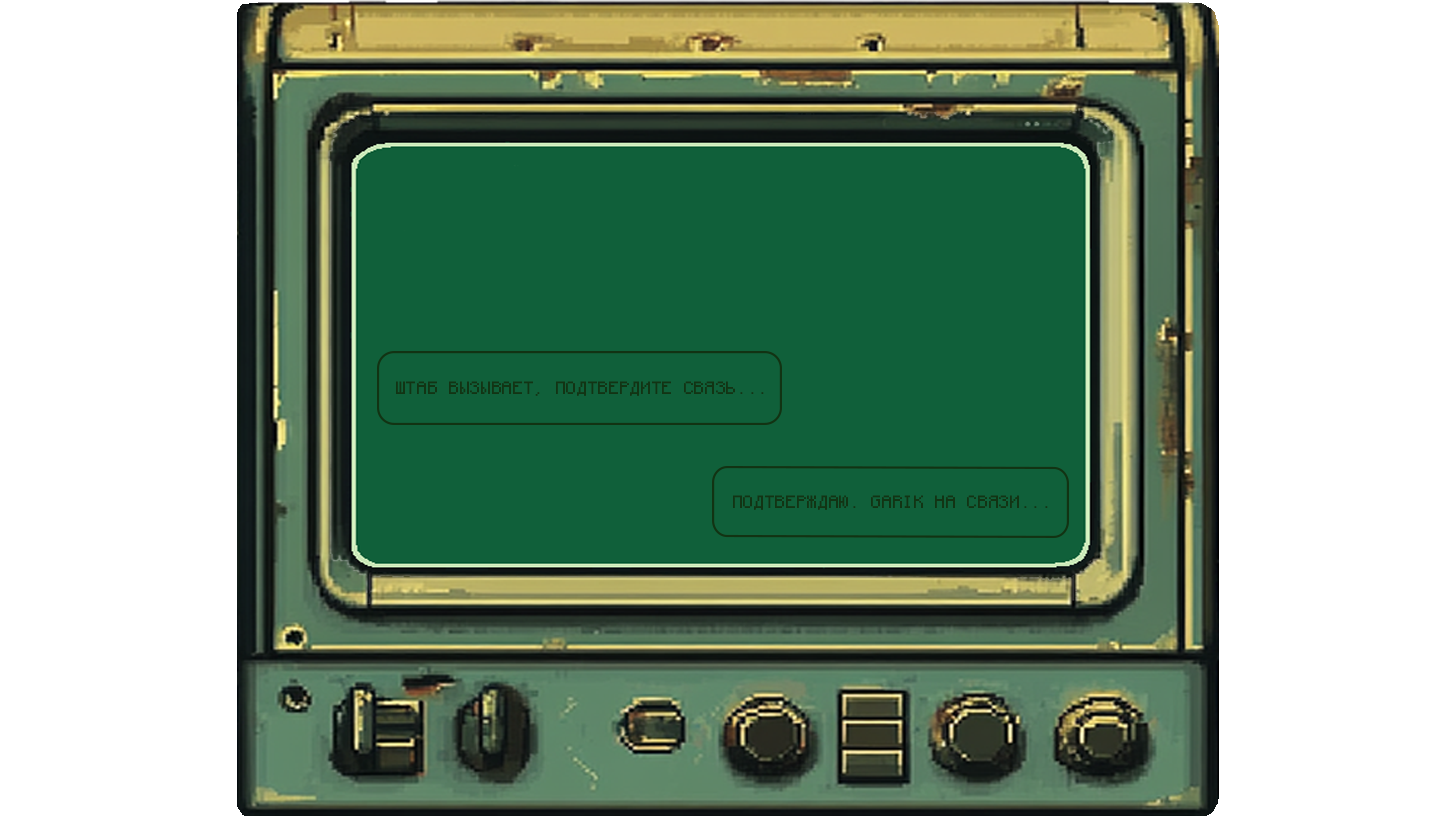 ШТАБ ВЫЗЫВАЕТ, ПОДТВЕРДИТЕ СВЯЗЬ...
ПОДТВЕРЖДАЮ. GARIK НА СВЯЗИ...